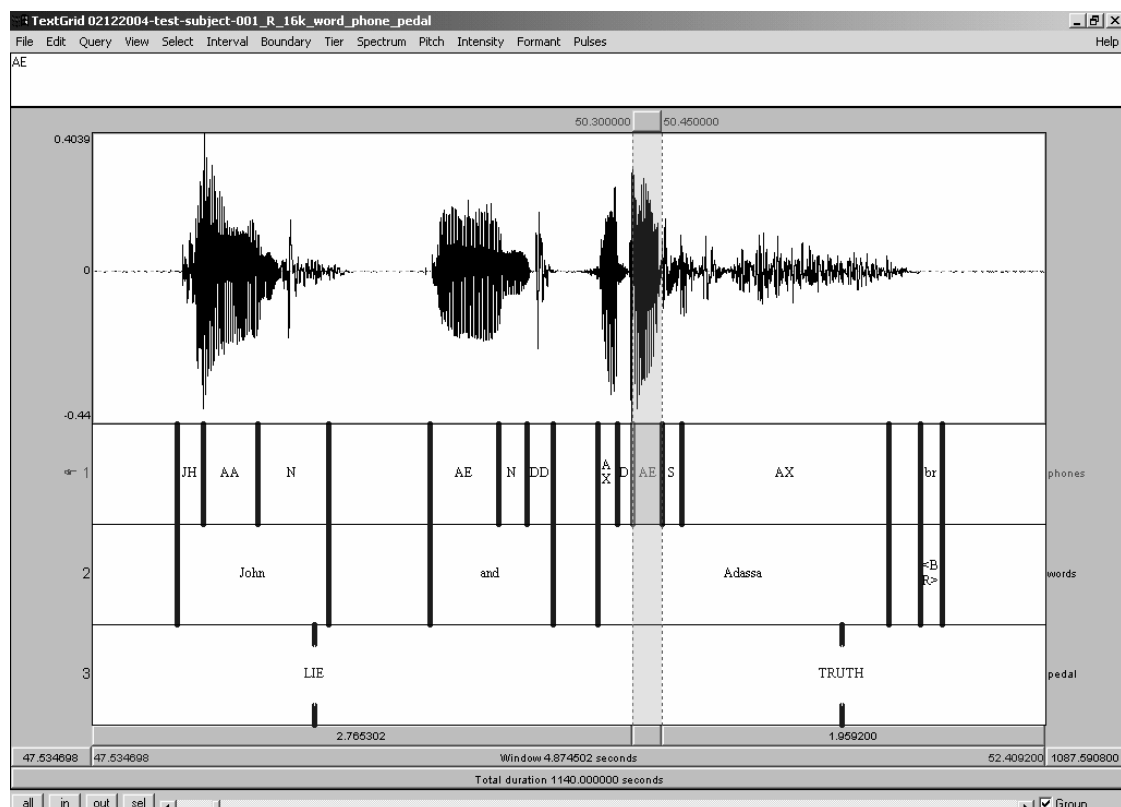 TextGrid 02122004-test-subject-001_R_16k_word_phone_pedal
File Edit Query View Select Interval Boundary Tier Spectrum Pitch Intensity Formant Pulses Help
AE
50.300000 50.450000
0.4039
0
-0.44
1 JH AA N AE N DD AX D AE S AX br phones
2 John and Adassa <BR> words
3 LIE TRUTH pedal
2.765302 1.959200
47.534698 47.534698 Window 4.874502 seconds 52.409200 1087.590800
Total duration 1140.000000 seconds
all in out sel Group